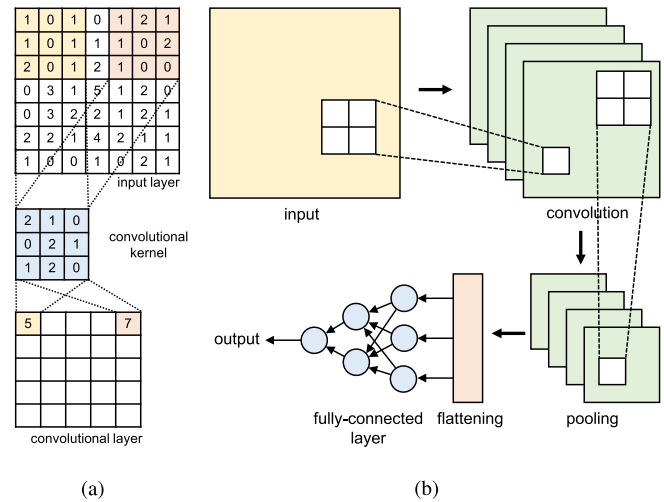 1 0 1 0 1 2 1
1 0 1 1 1 0 2
2 0 1 2 1 0 0
0 3 1 5 1 2 0
0 3 2 2 1 2 1
2 2 1 4 2 1 1
1 0 0 1 0 2 1
input layer
2 1 0
0 2 1
1 2 0
convolutional
kernel
5 7
convolutional layer
(a)
input
convolution
pooling
flattening
fully-connected
layer
output
(b)